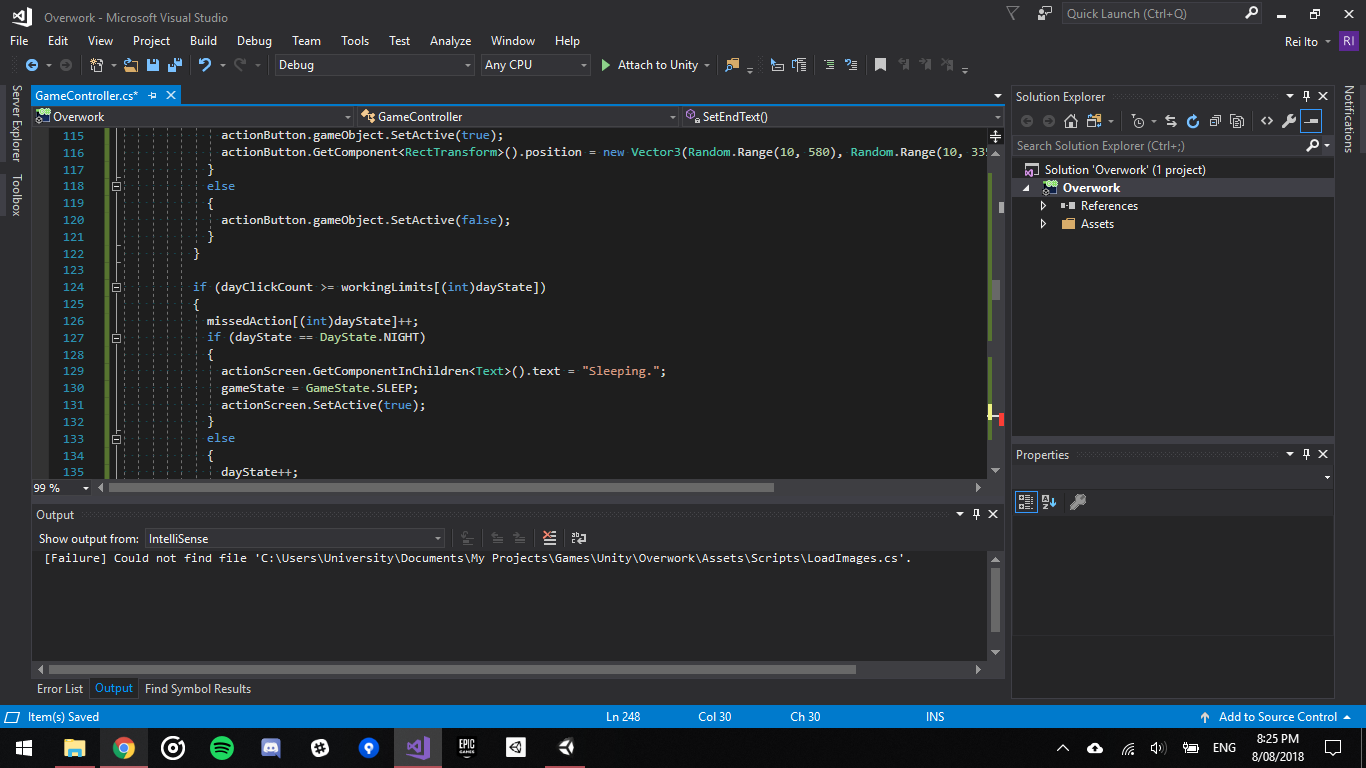 Overwork - Microsoft Visual Studio
Quick Launch (Ctrl+Q)
File Edit View Project Build Debug Team Tools Test Analyze Window Help
Rei Ito RI
Debug Any CPU Attach to Unity
Server Explorer
Toolbox
GameController.cs*
Overwork GameController SetEndText()
115 actionButton.gameObject.SetActive(true);
116 actionButton.GetComponent<RectTransform>().position = new Vector3(Random.Range(10, 580), Random.Range(10, 335
117 }
118 else
119 {
120 actionButton.gameObject.SetActive(false);
121 }
122 }
123
124 if (dayClickCount >= workingLimits[(int)dayState])
125 {
126 missedAction[(int)dayState]++;
127 if (dayState == DayState.NIGHT)
128 {
129 actionScreen.GetComponentInChildren<Text>().text = "Sleeping.";
130 gameState = GameState.SLEEP;
131 actionScreen.SetActive(true);
132 }
133 else
134 {
135 dayState++;
99 %
Output
Show output from: IntelliSense
[Failure] Could not find file 'C:\Users\University\Documents\My Projects\Games\Unity\Overwork\Assets\Scripts\LoadImages.cs'.
Error List Output Find Symbol Results
Solution Explorer
Search Solution Explorer (Ctrl+;)
Solution 'Overwork' (1 project)
Overwork
References
Assets
Properties
Notifications
Item(s) Saved Ln 248 Col 30 Ch 30 INS Add to Source Control
EPIC GAMES
ENG
8:25 PM
8/08/2018